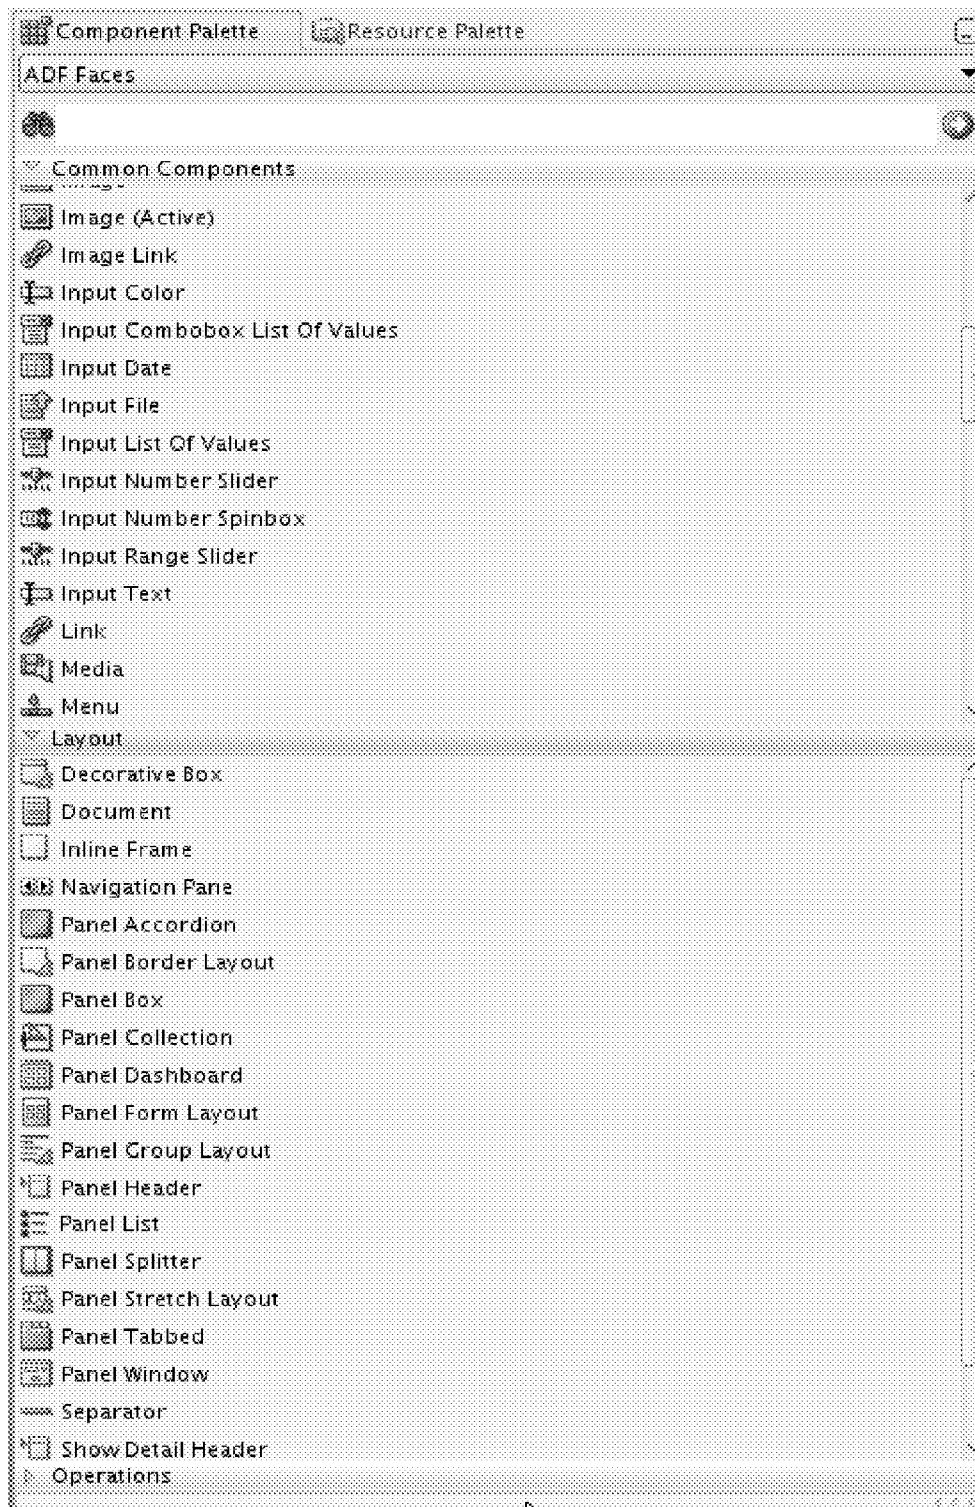 Component Palette Resource Palette
ADF Faces
Common Components
Image
Image (Active)
Image Link
Input Color
Input Combobox List Of Values
Input Date
Input File
Input List Of Values
Input Number Slider
Input Number Spinbox
Input Range Slider
Input Text
Link
Media
Menu
Layout
Decorative Box
Document
Inline Frame
Navigation Pane
Panel Accordion
Panel Border Layout
Panel Box
Panel Collection
Panel Dashboard
Panel Form Layout
Panel Group Layout
Panel Header
Panel List
Panel Splitter
Panel Stretch Layout
Panel Tabbed
Panel Window
Separator
Show Detail Header
Operations